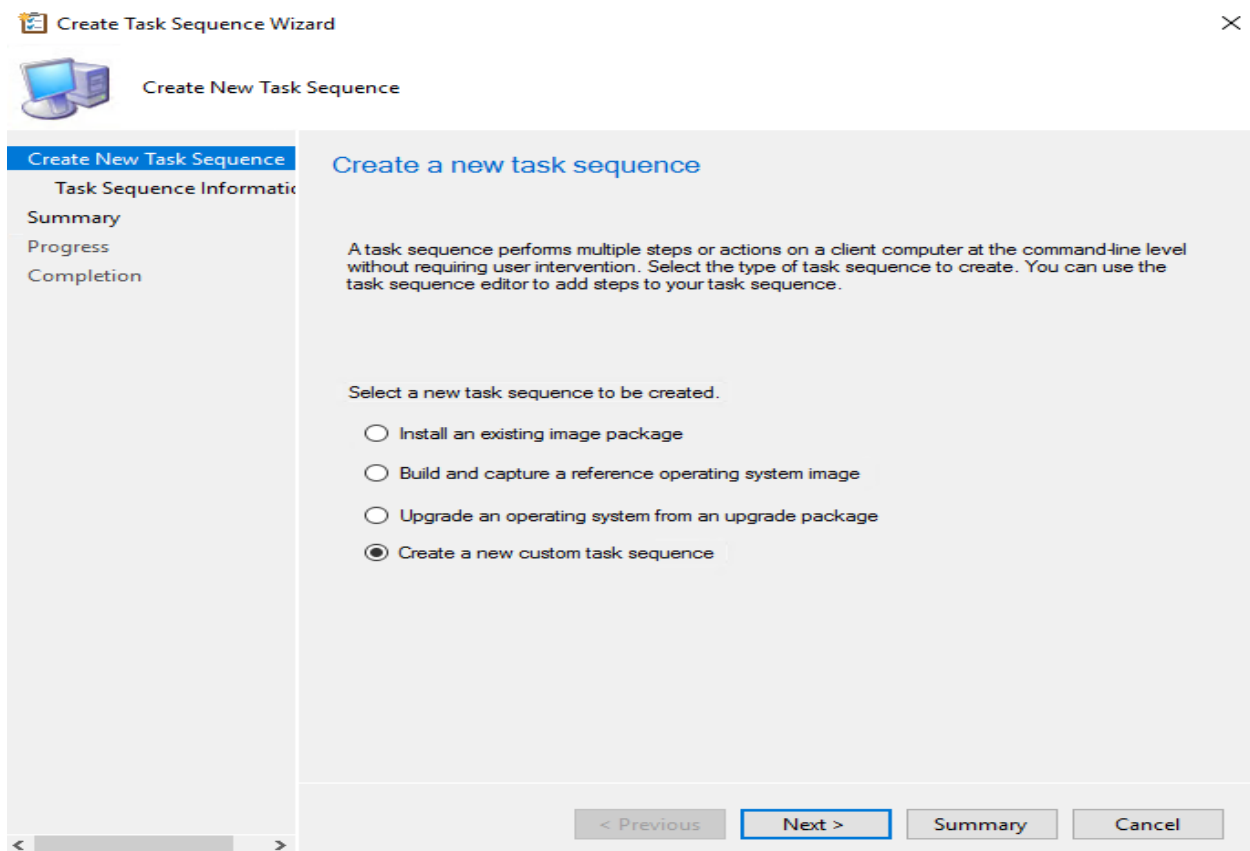 Create Task Sequence Wizard
Create New Task Sequence
Create New Task Sequence
Task Sequence Informatic
Summary
Progress
Completion
Create a new task sequence
A task sequence performs multiple steps or actions on a client computer at the command-line level
without requiring user intervention. Select the type of task sequence to create. You can use the
task sequence editor to add steps to your task sequence.
Select a new task sequence to be created.
Install an existing image package
Build and capture a reference operating system image
Upgrade an operating system from an upgrade package
Create a new custom task sequence
< Previous
Next >
Summary
Cancel